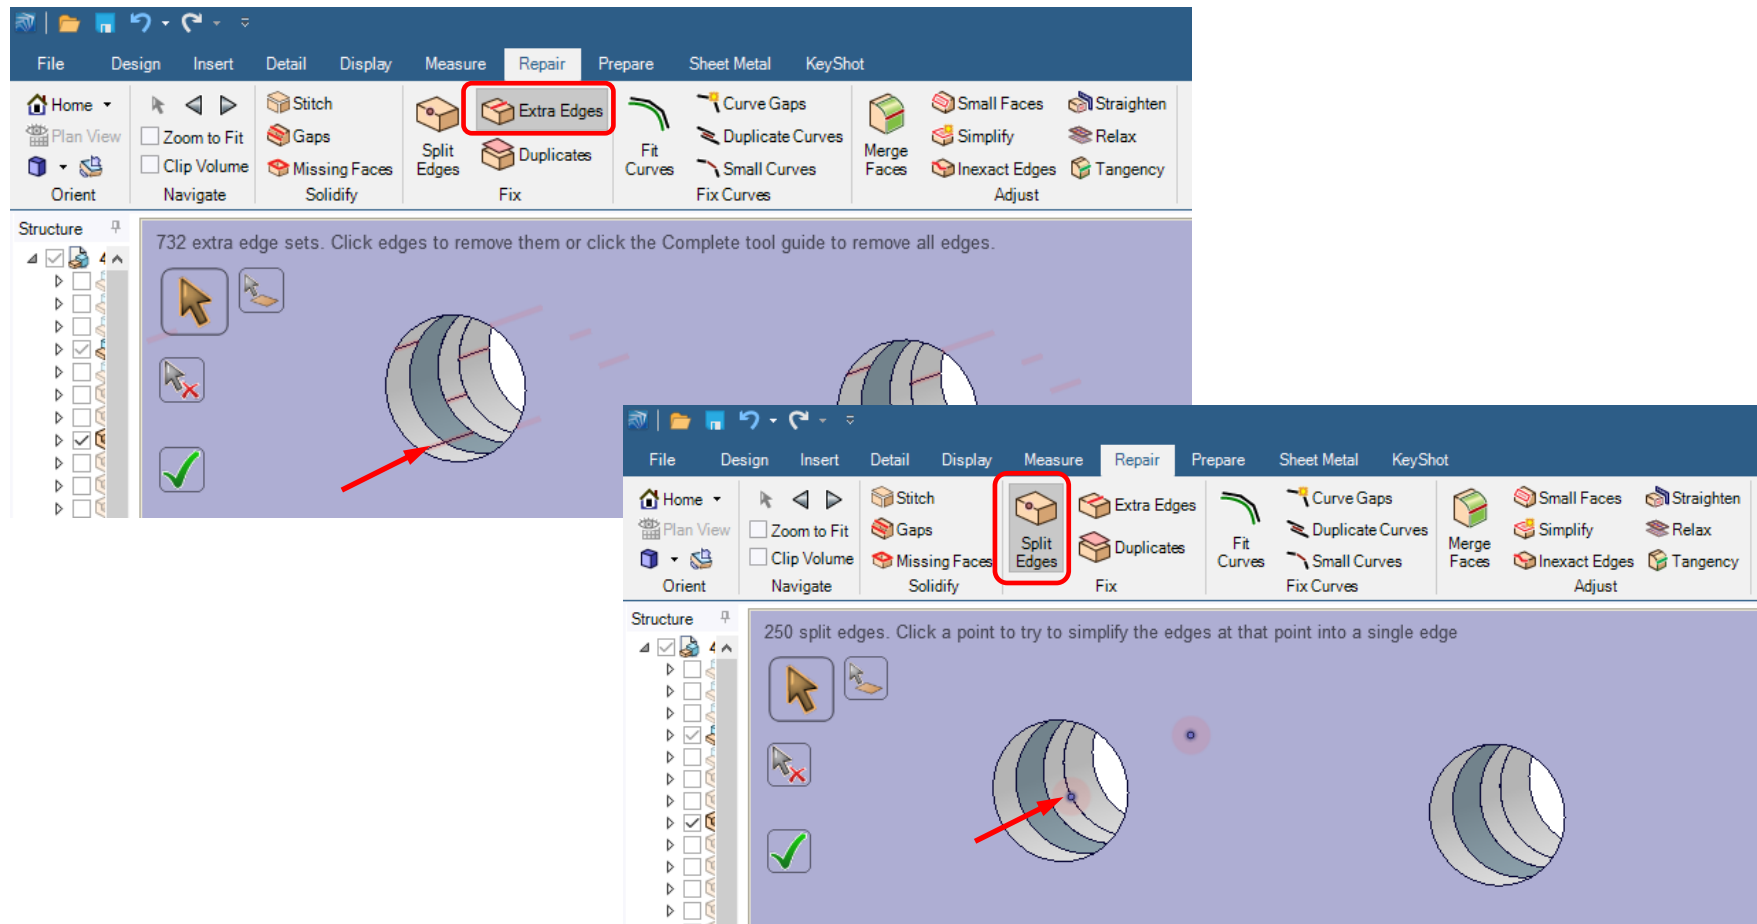 File Design Insert Detail Display Measure Repair Prepare Sheet Metal KeyShot
Home Stitch Extra Edges Curve Gaps Small Faces Straighten
Plan View Zoom to Fit Gaps Split Edges Duplicates Fit Curves Duplicate Curves Merge Faces Simplify Relax
Clip Volume Missing Faces Small Curves Inexact Edges Tangency
Orient Navigate Solidify Fix Fix Curves Adjust
Structure
732 extra edge sets. Click edges to remove them or click the Complete tool guide to remove all edges.
4
File Design Insert Detail Display Measure Repair Prepare Sheet Metal KeyShot
Home Stitch Extra Edges Curve Gaps Small Faces Straighten
Plan View Zoom to Fit Gaps Split Edges Duplicates Fit Curves Duplicate Curves Merge Faces Simplify Relax
Clip Volume Missing Faces Small Curves Inexact Edges Tangency
Orient Navigate Solidify Fix Fix Curves Adjust
Structure
250 split edges. Click a point to try to simplify the edges at that point into a single edge
4